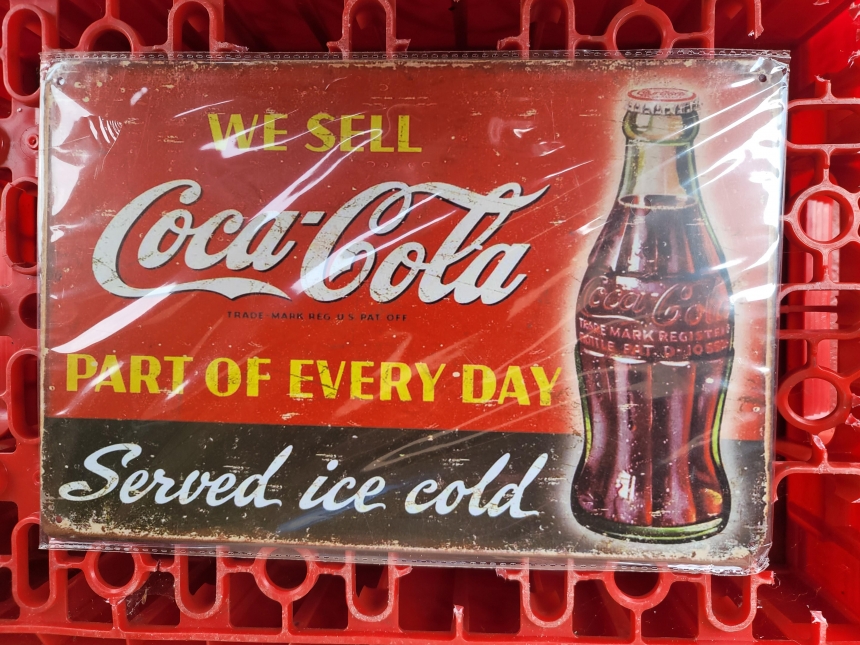 WE SELL
Coca-Cola
TRADE-MARK REG. U.S. PAT. OFF
PART OF EVERY DAY
Served ice cold
Coca-Cola
TRADE MARK REGISTERED